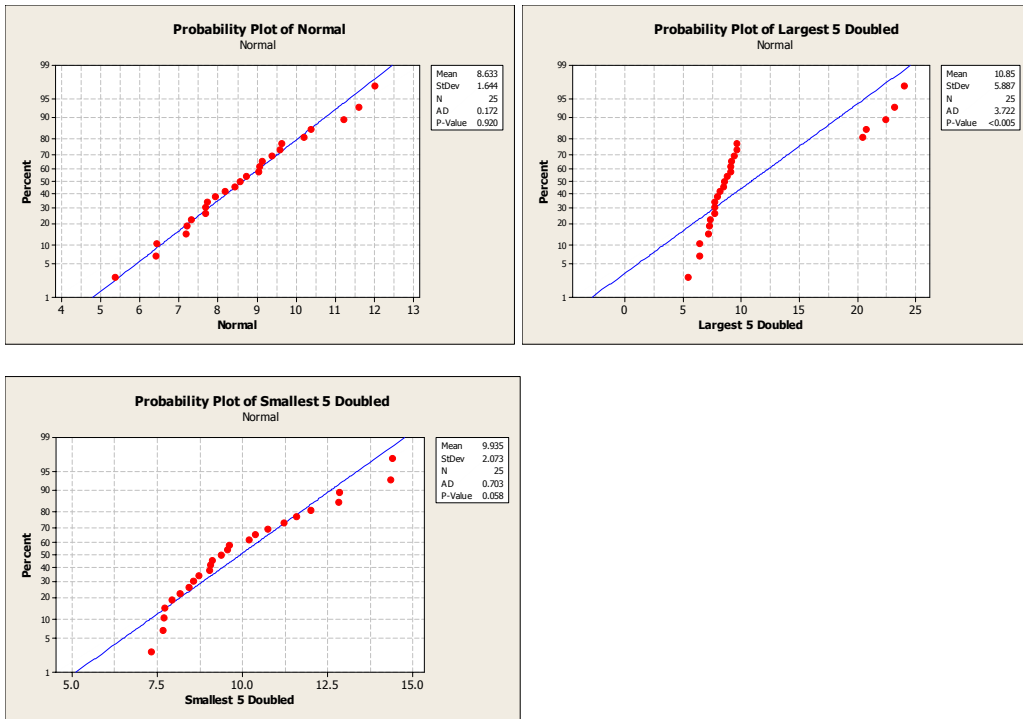 Probability Plot of Normal
Normal
Mean 8.633
StDev 1.644
N 25
AD 0.172
P-Value 0.920
99
95
90
80
70
60
50
40
30
20
10
5
1
Percent
4 5 6 7 8 9 10 11 12 13
Normal
Probability Plot of Largest 5 Doubled
Normal
Mean 10.85
StDev 5.887
N 25
AD 3.722
P-Value <0.005
99
95
90
80
70
60
50
40
30
20
10
5
1
Percent
0 5 10 15 20 25
Largest 5 Doubled
Probability Plot of Smallest 5 Doubled
Normal
Mean 9.935
StDev 2.073
N 25
AD 0.703
P-Value 0.058
99
95
90
80
70
60
50
40
30
20
10
5
1
Percent
5.0 7.5 10.0 12.5 15.0
Smallest 5 Doubled